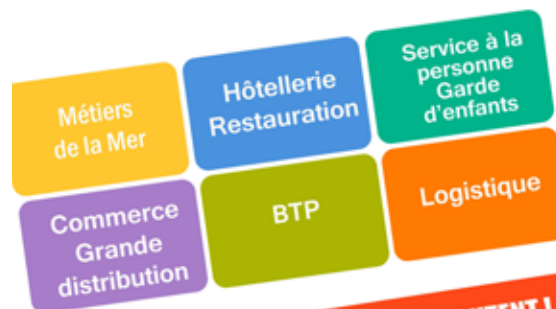 Métiers
de la Mer
Hôtellerie
Restauration
Service à la
personne
Garde
d'enfants
Commerce
Grande
distribution
BTP
Logistique